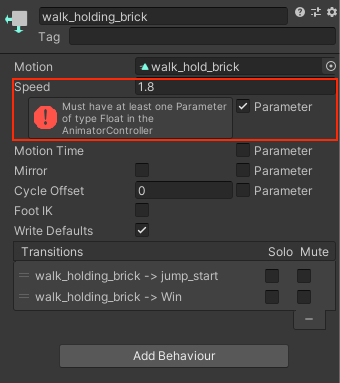 walk_holding_brick
Tag
Motion walk_hold_brick
Speed 1.8
Must have at least one Parameter
of type Float in the
AnimatorController
Parameter
Motion Time Parameter
Mirror Parameter
Cycle Offset 0 Parameter
Foot IK
Write Defaults
Transitions Solo Mute
walk_holding_brick -> jump_start
walk_holding_brick -> Win
Add Behaviour